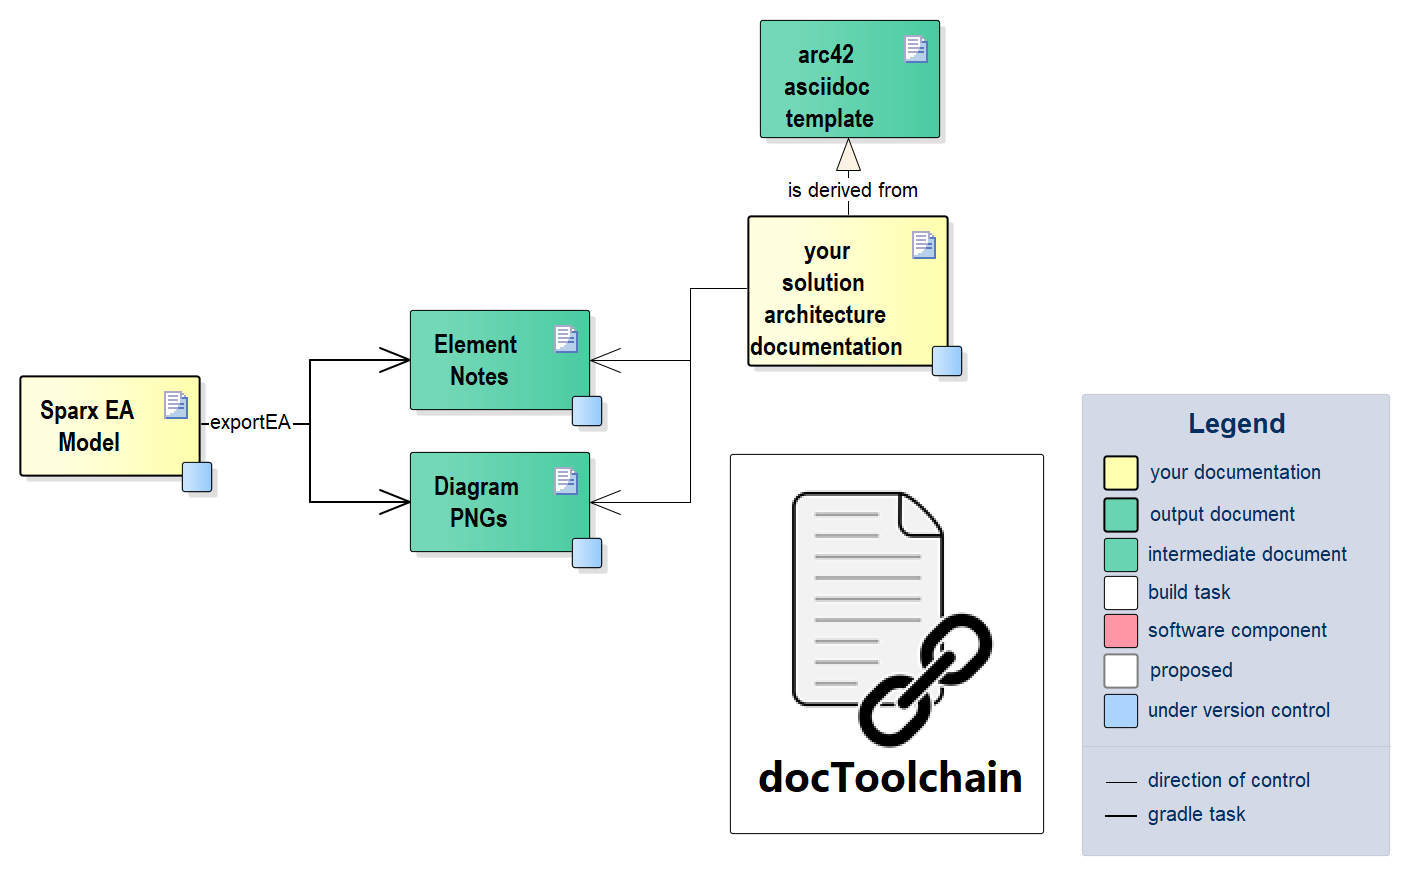 arc42
asciidoc
template
is derived from
your
solution
architecture
documentation
Element
Notes
Sparx EA
Model
exportEA
Diagram
PNGs
docToolchain
Legend
your documentation
output document
intermediate document
build task
software component
proposed
under version control
direction of control
gradle task